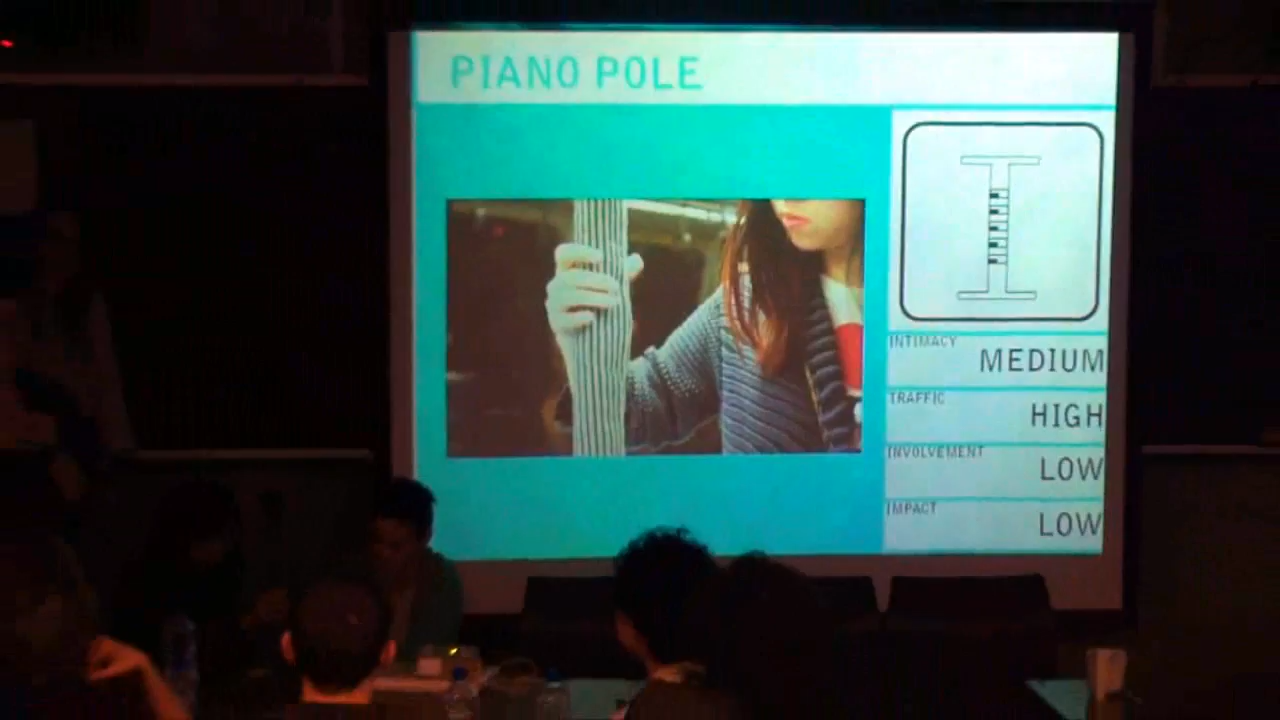 PIANO POLE
INTIMACY
MEDIUM
TRAFFIC
HIGH
INVOLVEMENT
LOW
IMPACT
LOW